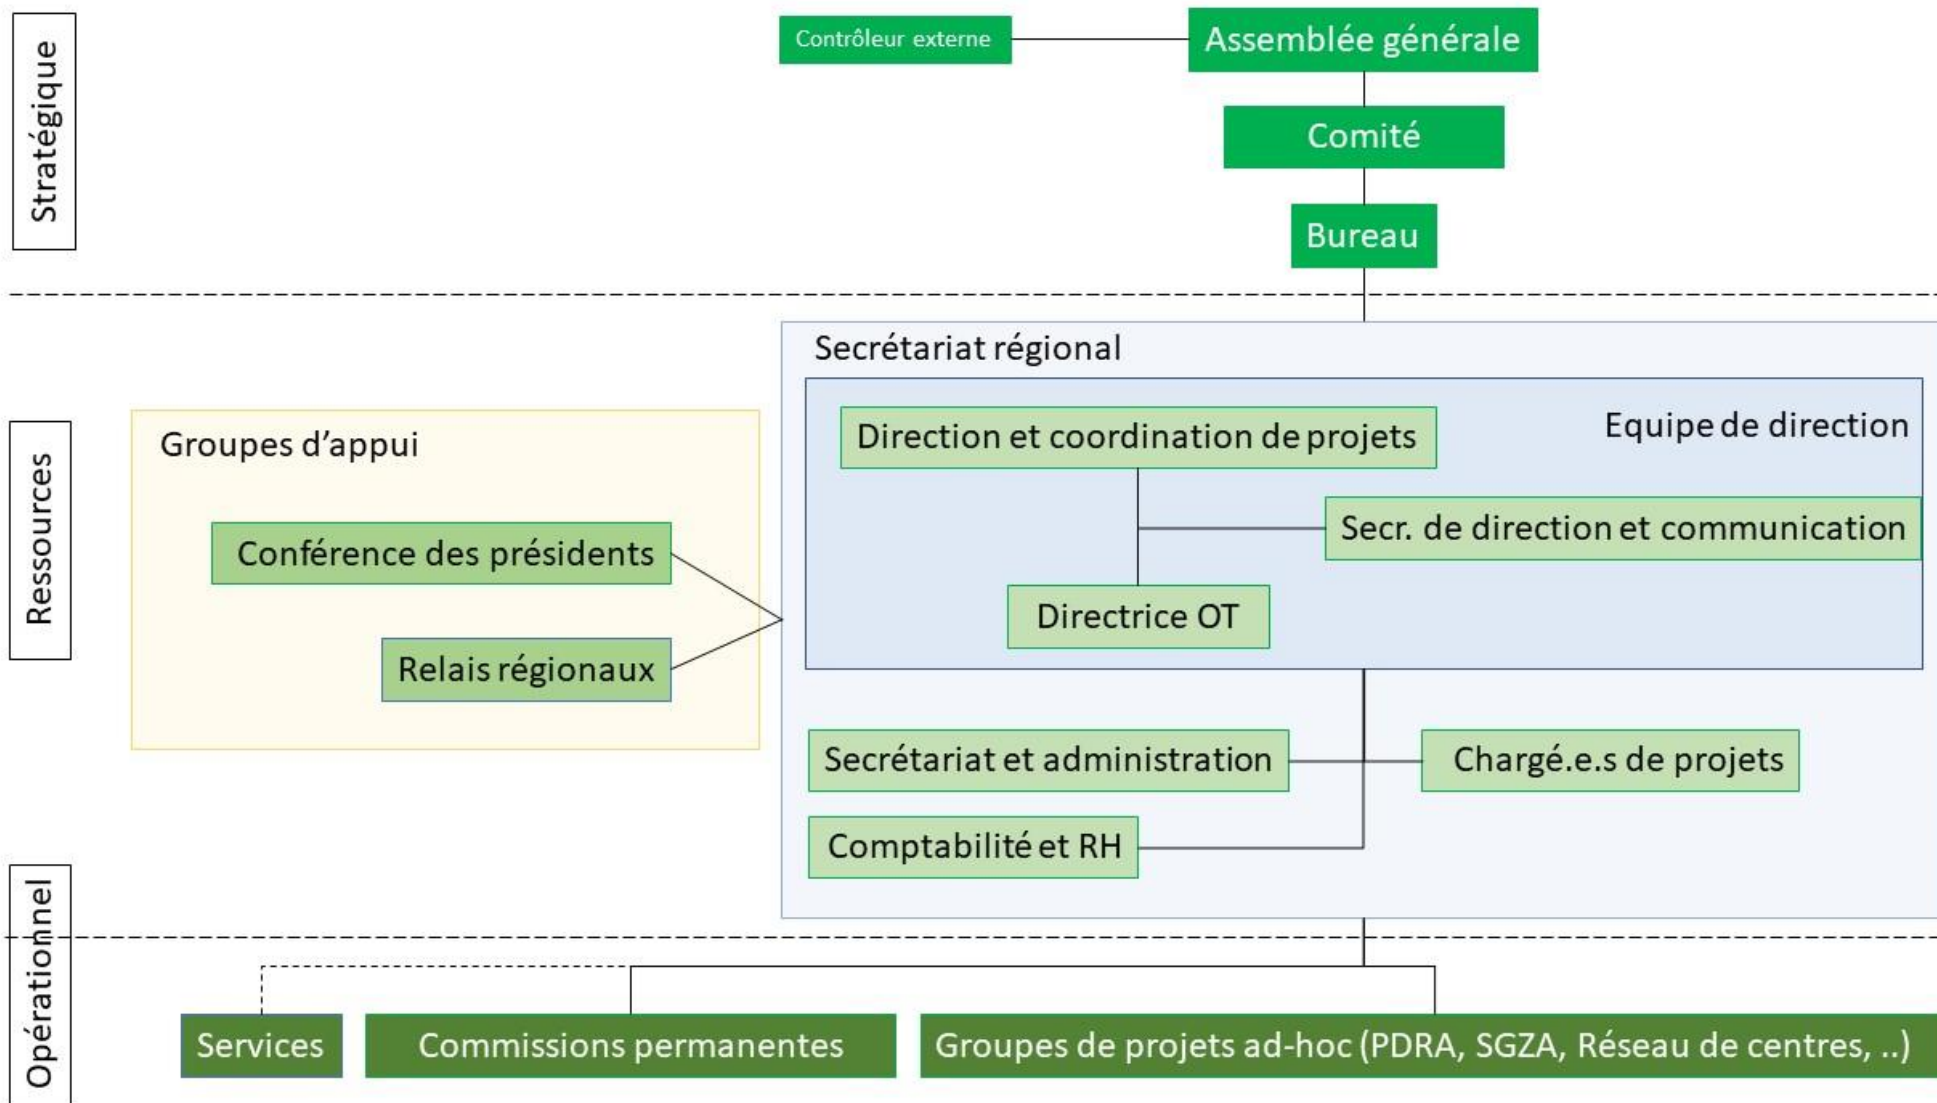 Stratégique
Contrôleur externe
Assemblée générale
Comité
Bureau
Ressources
Groupes d'appui
Conférence des présidents
Relais régionaux
Secrétariat régional
Equipe de direction
Direction et coordination de projets
Secr. de direction et communication
Directrice OT
Secrétariat et administration
Chargé.e.s de projets
Comptabilité et RH
Opérationnel
Services
Commissions permanentes
Groupes de projets ad-hoc (PDRA, SGZA, Réseau de centres, ..)